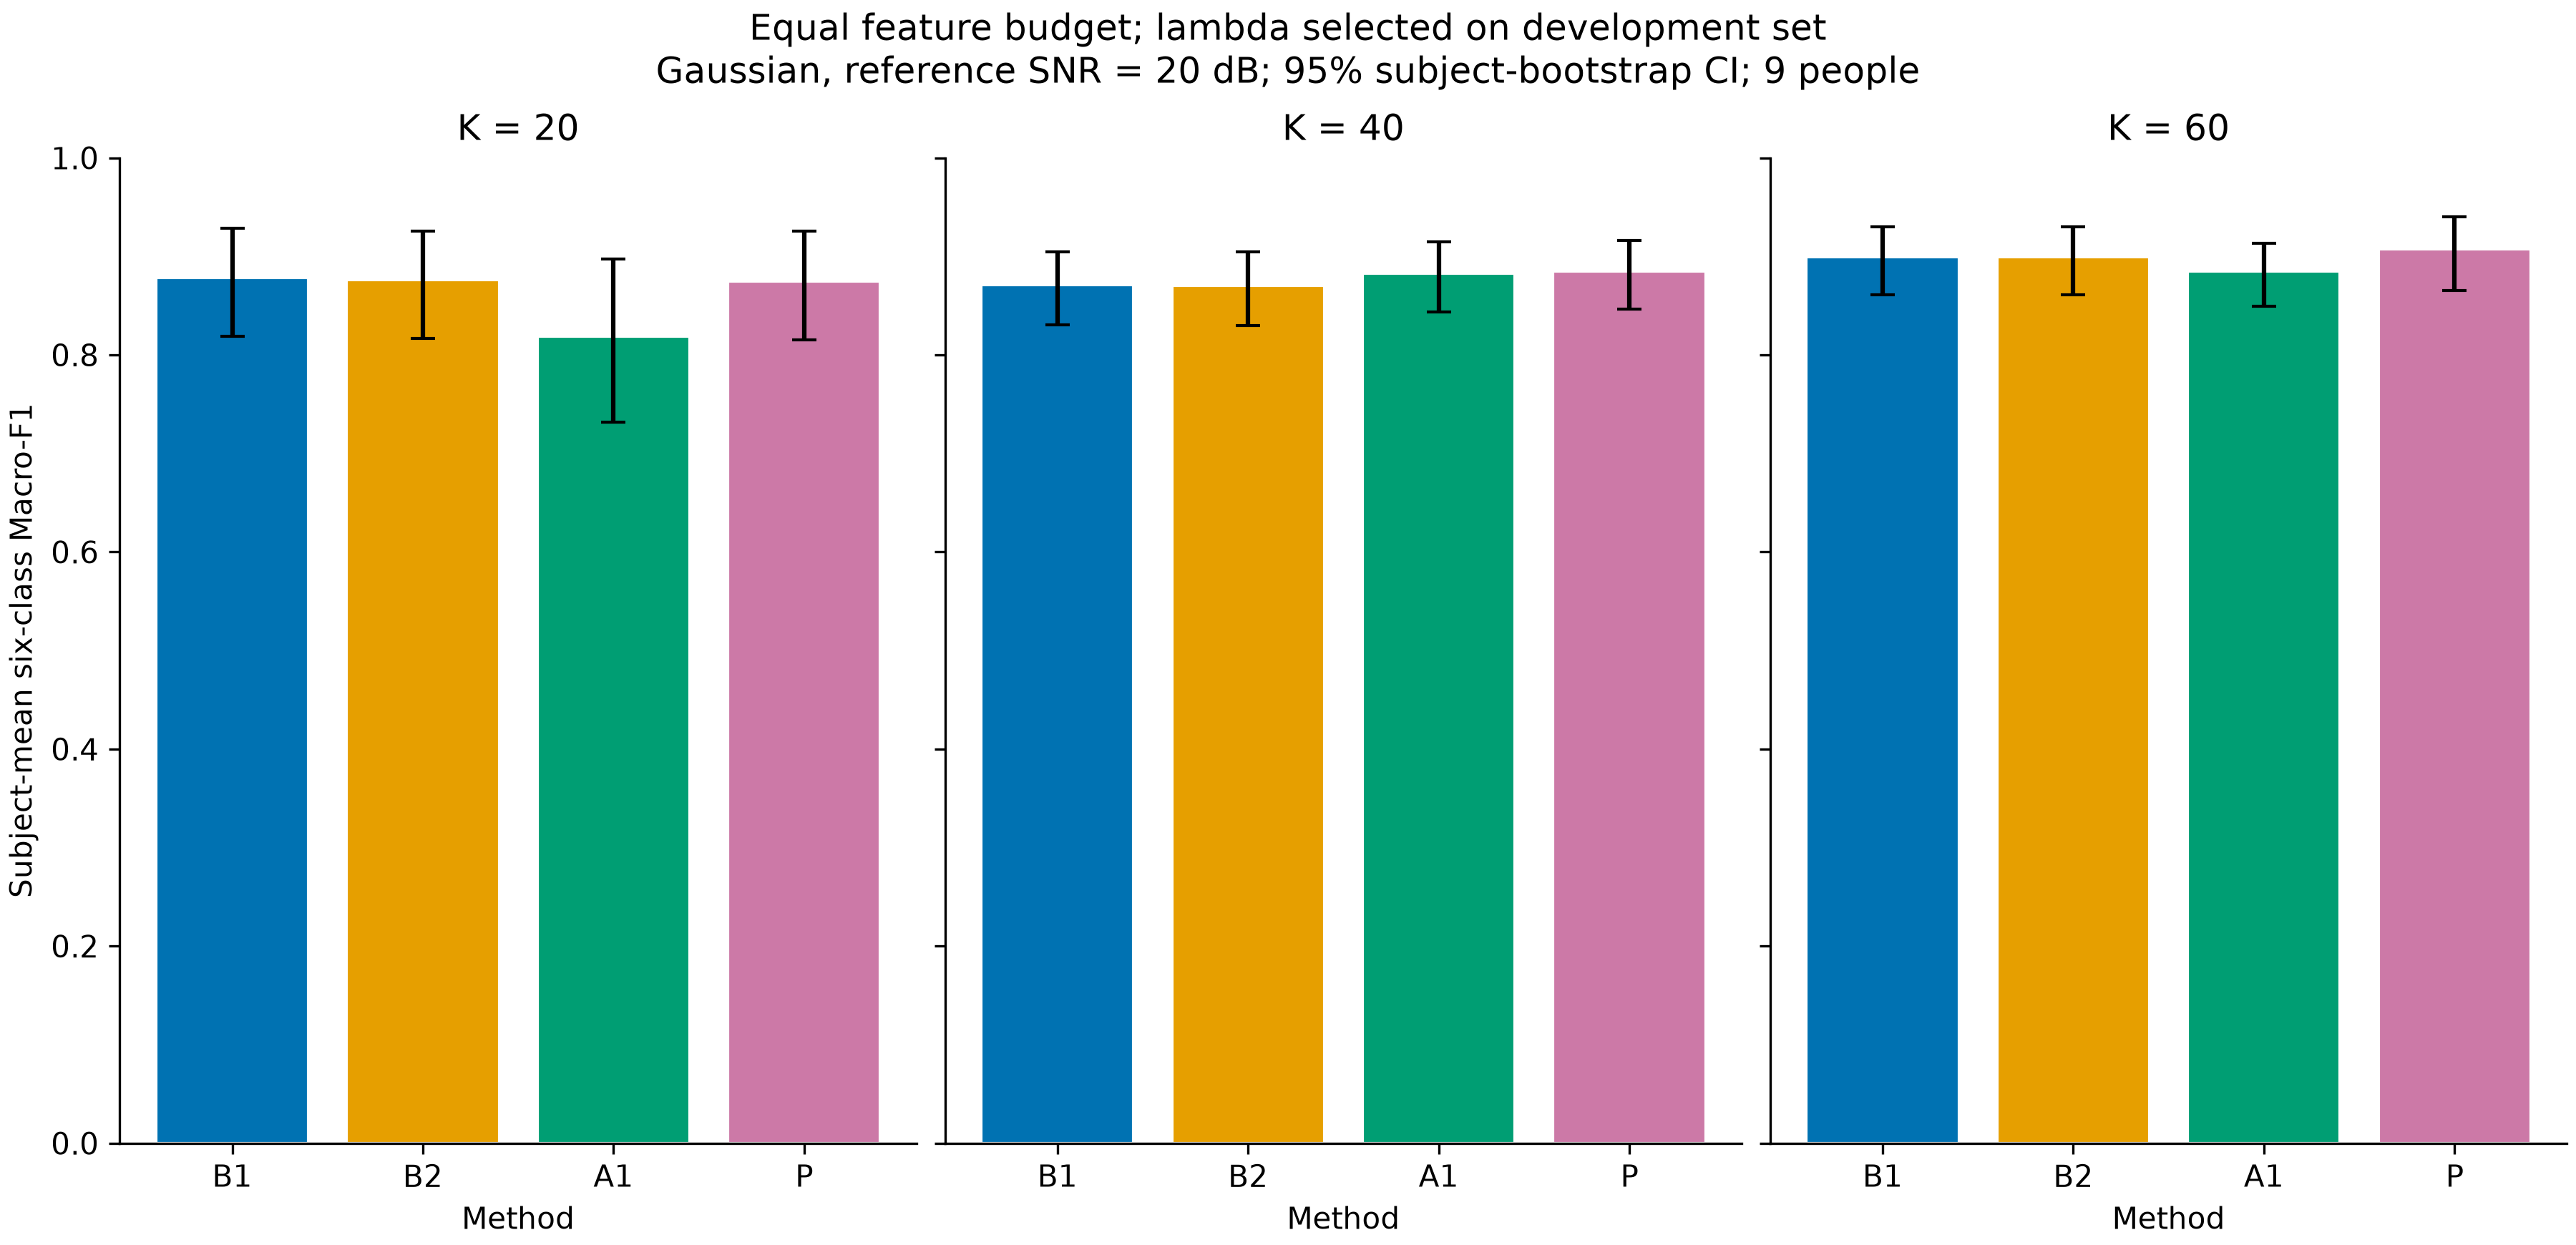 Equal feature budget; lambda selected on development set
Gaussian, reference SNR = 20 dB; 95% subject-bootstrap CI; 9 people
K = 20
K = 40
K = 60
Subject-mean six-class Macro-F1
1.0
0.8
0.6
0.4
0.2
0.0
B1 B2 A1 P
B1 B2 A1 P
B1 B2 A1 P
Method
Method
Method